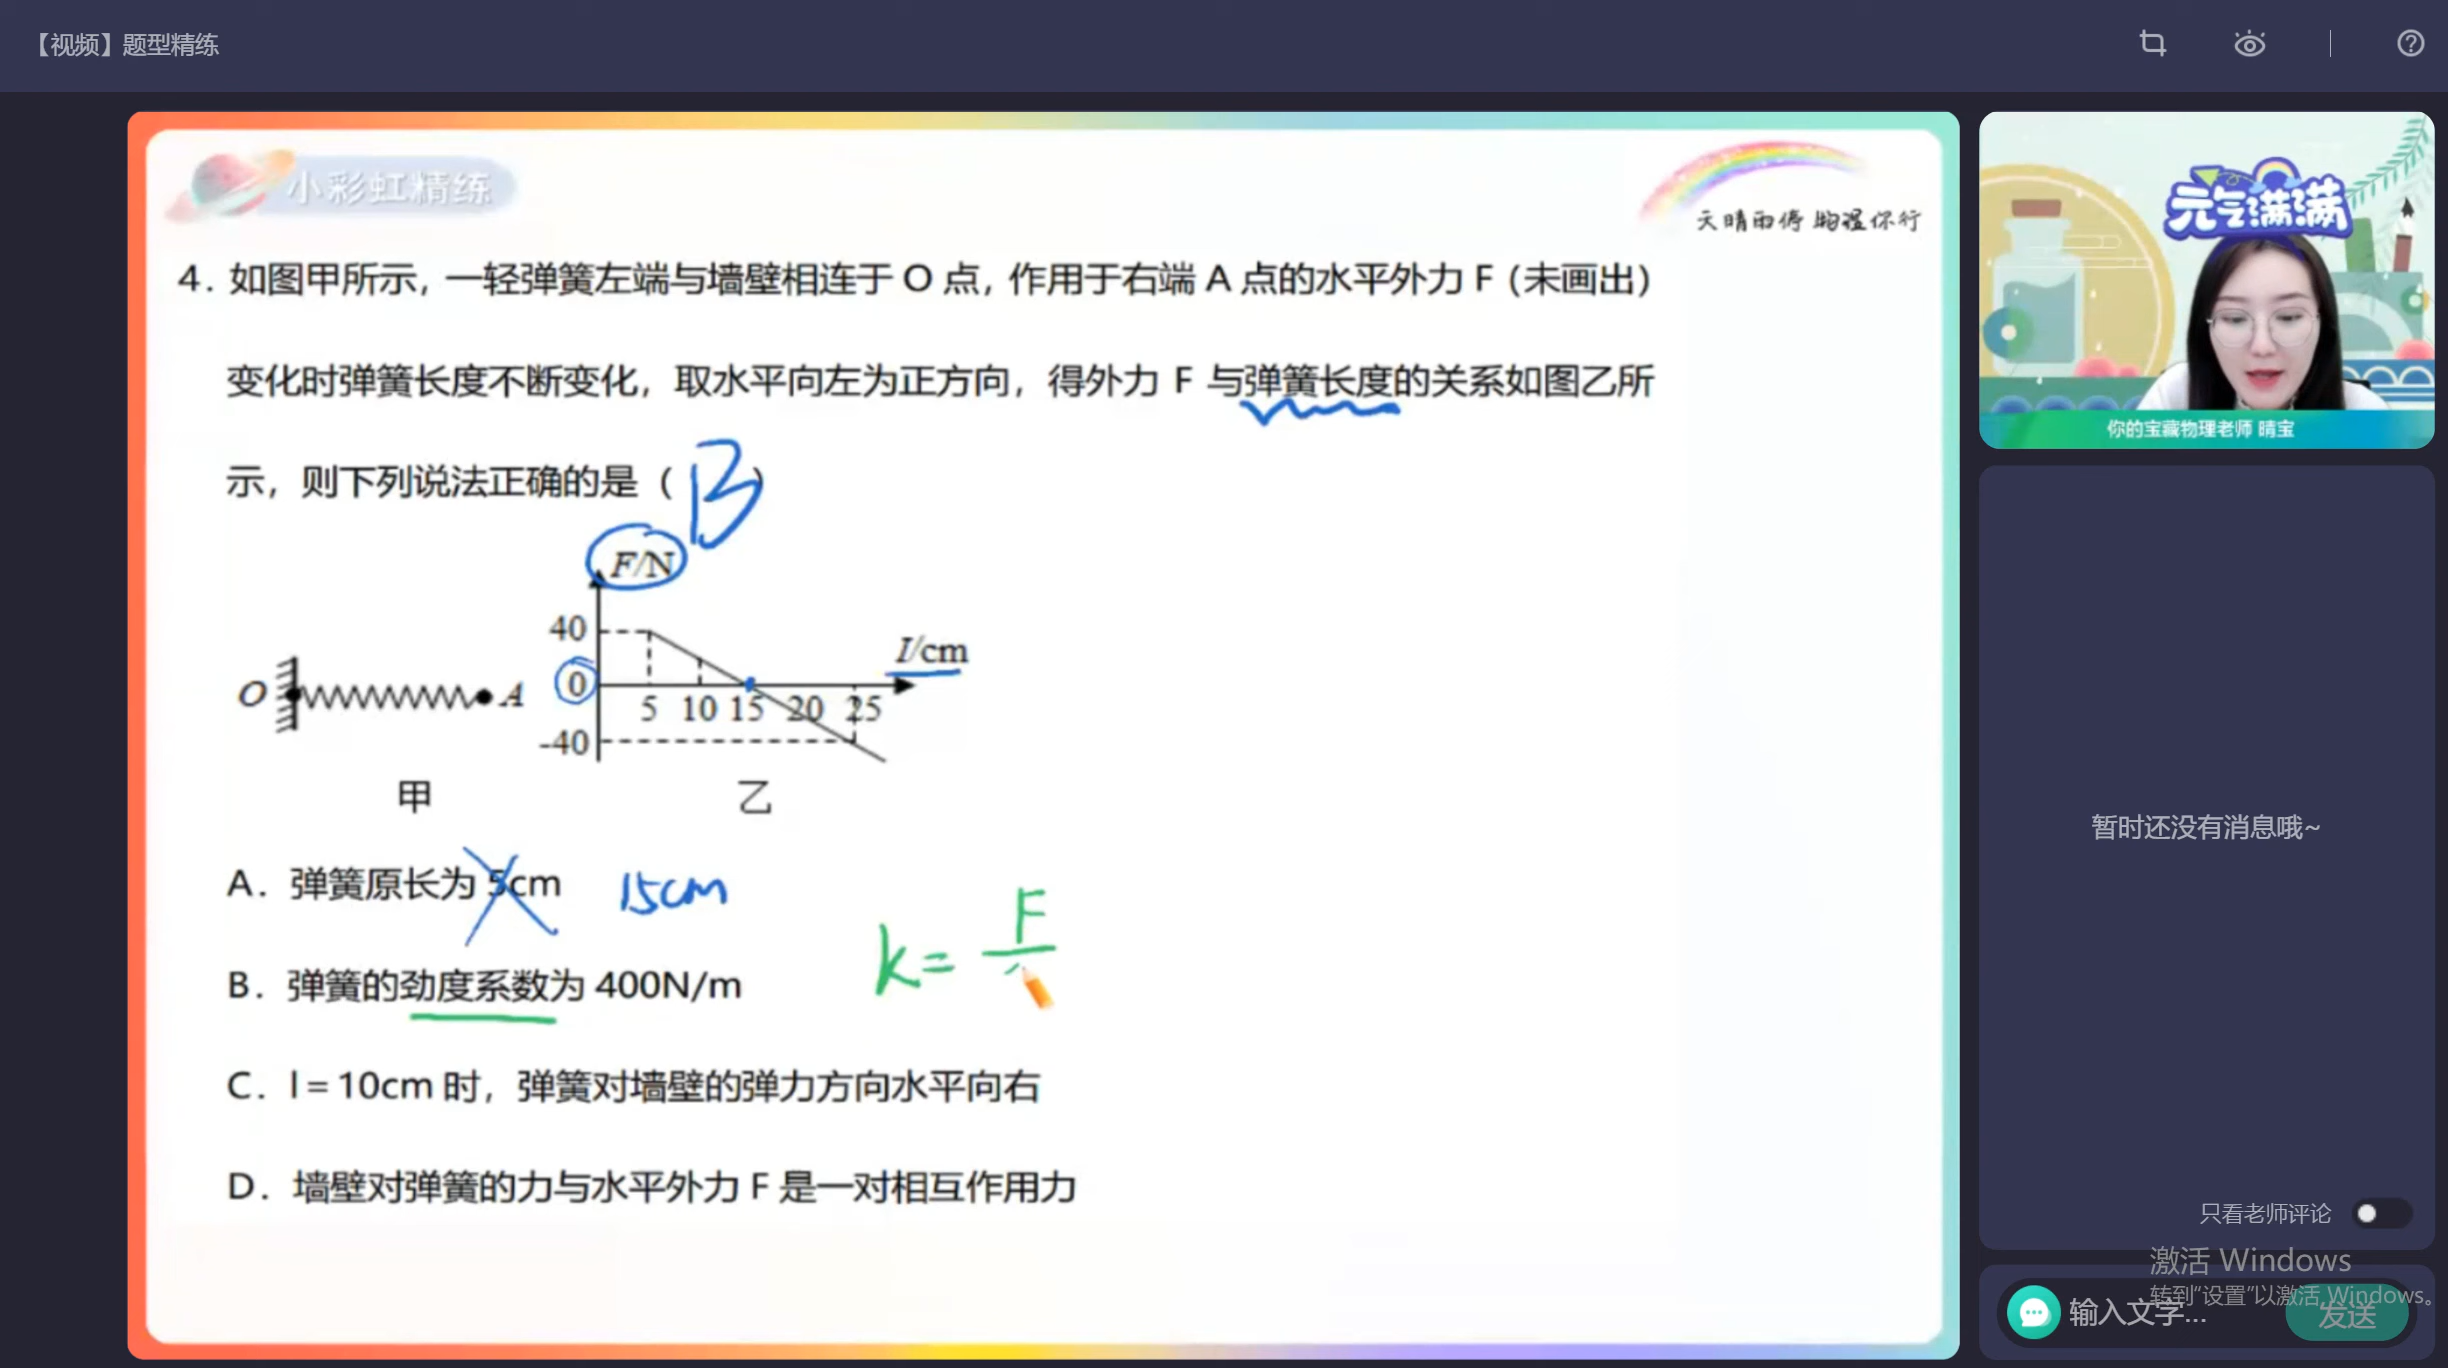 【视频】题型精练
小彩虹精练
天晴雨停 物理你行
4．如图甲所示，一轻弹簧左端与墙壁相连于 O 点，作用于右端 A 点的水平外力 F（未画出）
变化时弹簧长度不断变化，取水平向左为正方向，得外力 F 与弹簧长度的关系如图乙所
示，则下列说法正确的是（ B ）
F/N
40
0
-40
5 10 15 20 25
l/cm
O
A
甲
乙
A．弹簧原长为 5cm
15cm
B．弹簧的劲度系数为 400N/m
k= F
C．l = 10cm 时，弹簧对墙壁的弹力方向水平向右
D．墙壁对弹簧的力与水平外力 F 是一对相互作用力
元气满满
你的宝藏物理老师 晴宝
暂时还没有消息哦~
只看老师评论
激活 Windows
转到"设置"以激活 Windows。
输入文字...
发送